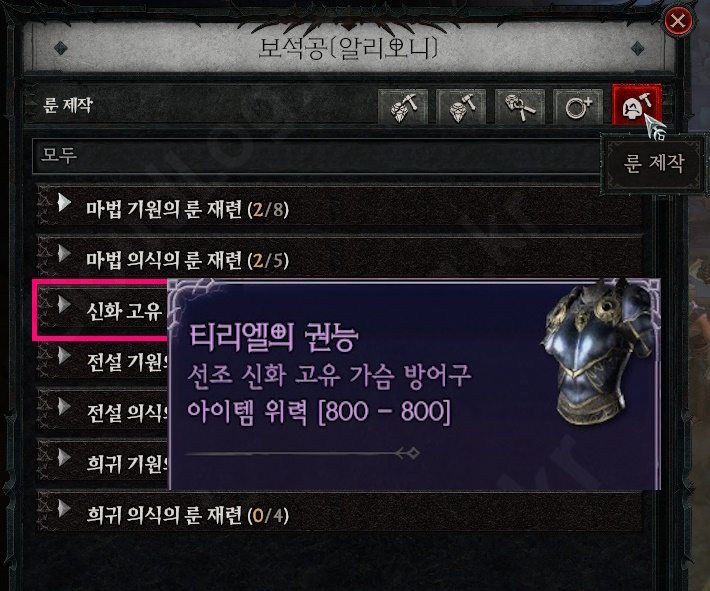 보석공[알리오니]
룬 제작
모두
룬 제작
마법 기원의 룬 재련 (2/8)
마법 의식의 룬 재련 (2/5)
신화 고유
티리엘의 권능
선조 신화 고유 가슴 방어구
아이템 위력 [800 - 800]
전설 기원
전설 의식
희귀 기원
희귀 의식의 룬 재련 (0/4)